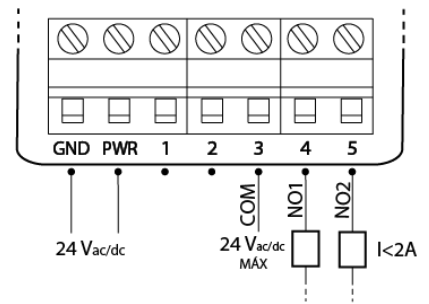 GND PWR 1 2 3 4 5
COM NO1 NO2
24 Vac/dc 24 Vac/dc I<2A
MÁX